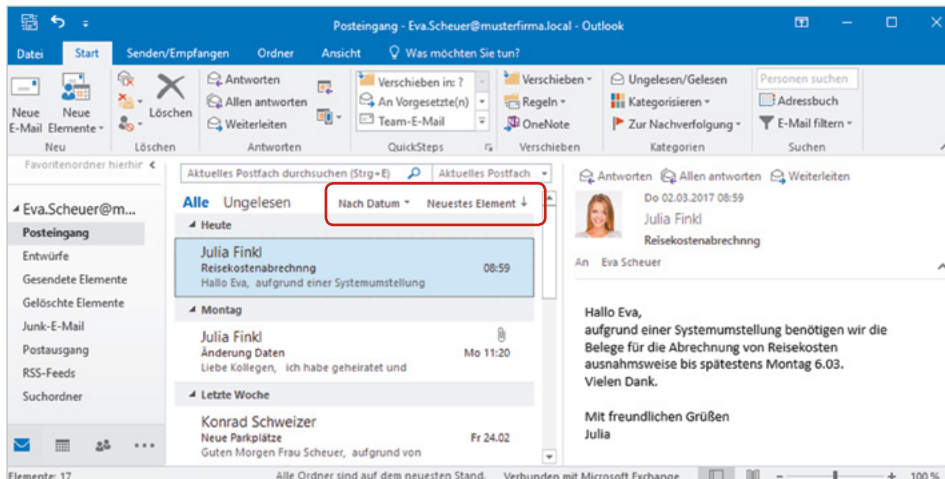 Posteingang - Eva.Scheuer@musterfirma.local - Outlook
Datei Start Senden/Empfangen Ordner Ansicht Was möchten Sie tun?
Neue E-Mail
Neue Elemente
Neu
Löschen
Löschen
Antworten
Allen antworten
Weiterleiten
Antworten
Verschieben in: ?
An Vorgesetzte(n)
Team-E-Mail
QuickSteps
Verschieben
Regeln
OneNote
Verschieben
Ungelesen/Gelesen
Kategorisieren
Zur Nachverfolgung
Kategorien
Personen suchen
Adressbuch
E-Mail filtern
Suchen
Favoritenordner hierhir
Eva.Scheuer@m...
Posteingang
Entwürfe
Gesendete Elemente
Gelöschte Elemente
Junk-E-Mail
Postausgang
RSS-Feeds
Suchordner
Aktuelles Postfach durchsuchen (Strg+E) Aktuelles Postfach
Alle Ungelesen Nach Datum Neuestes Element ↓
Heute
Julia Finkl
Reisekostenabrechnng 08:59
Hallo Eva, aufgrund einer Systemumstellung
Montag
Julia Finkl
Änderung Daten Mo 11:20
Liebe Kollegen, ich habe geheiratet und
Letzte Woche
Konrad Schweizer
Neue Parkplätze Fr 24.02
Guten Morgen Frau Scheuer, aufgrund von
Antworten Allen antworten Weiterleiten
Do 02.03.2017 08:59
Julia Finkl
Reisekostenabrechnng
An Eva Scheuer
Hallo Eva,
aufgrund einer Systemumstellung benötigen wir die
Belege für die Abrechnung von Reisekosten
ausnahmsweise bis spätestens Montag 6.03.
Vielen Dank.
Mit freundlichen Grüßen
Julia
Elemente: 17 Alle Ordner sind auf dem neuesten Stand. Verbunden mit Microsoft Exchange 100 %